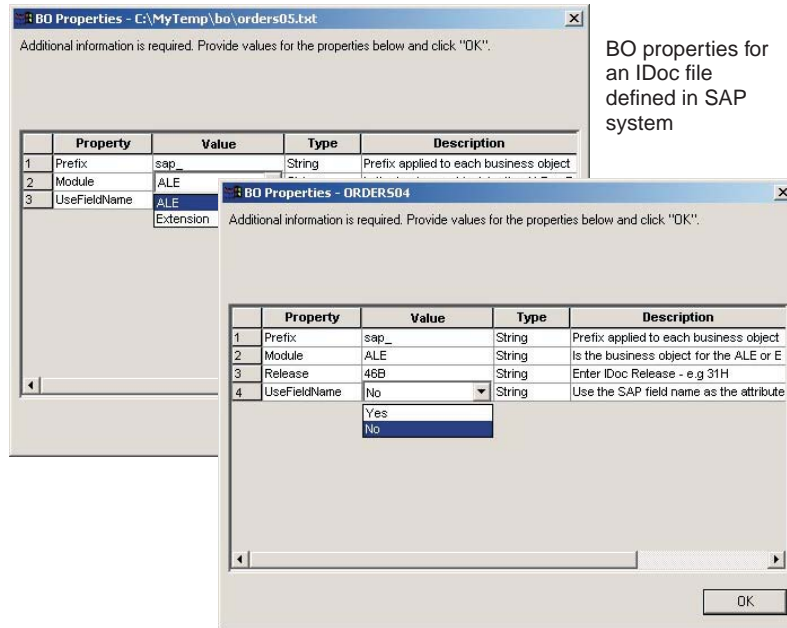 BO Properties - C:\MyTemp\bo\orders05.txt
Additional information is required. Provide values for the properties below and click "OK".
Property Value Type Description
1 Prefix sap_ String Prefix applied to each business object
2 Module ALE
3 UseFieldName ALE
Extension
BO properties for
an IDoc file
defined in SAP
system
BO Properties - ORDERS04
Additional information is required. Provide values for the properties below and click "OK".
Property Value Type Description
1 Prefix sap_ String Prefix applied to each business object
2 Module ALE String Is the business object for the ALE or E
3 Release 46B String Enter IDoc Release - e.g 31H
4 UseFieldName No String Use the SAP field name as the attribute
Yes
No
OK